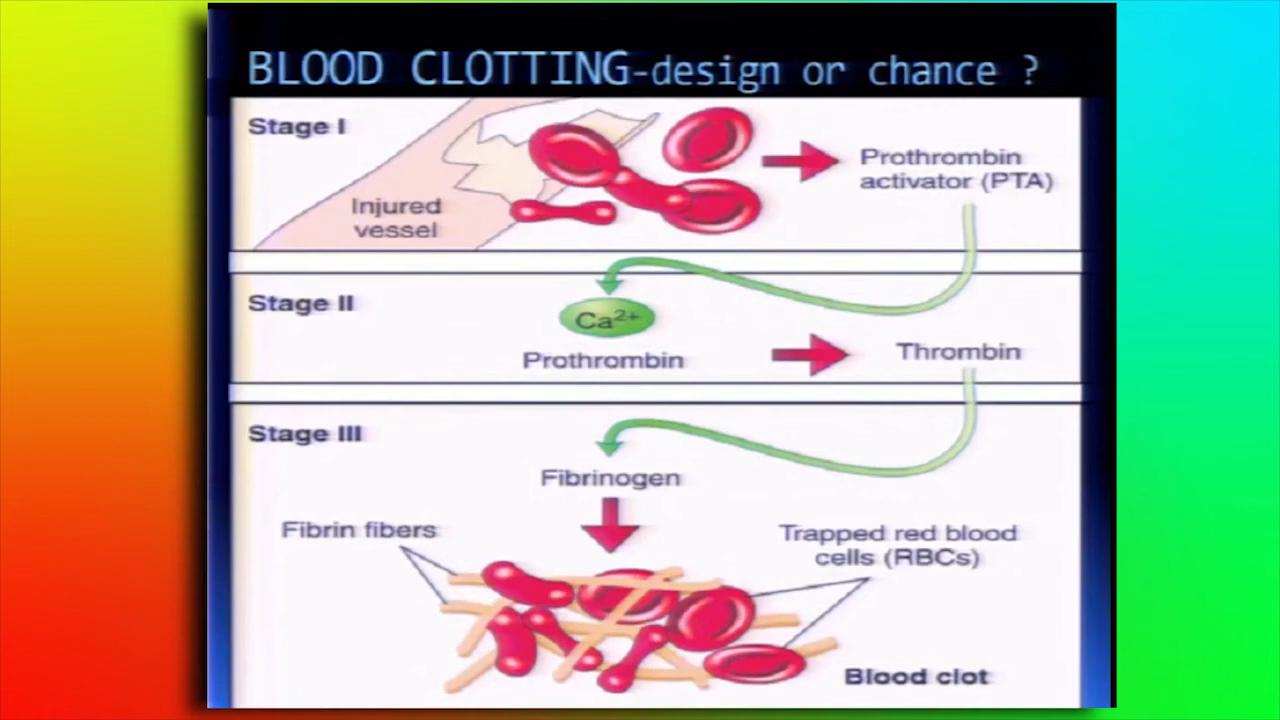 BLOOD CLOTTING-design or chance ?
Stage I
Prothrombin
activator (PTA)
Injured
vessel
Stage II
Ca2+
Prothrombin
Thrombin
Stage III
Fibrinogen
Fibrin fibers
Trapped red blood
cells (RBCs)
Blood clot